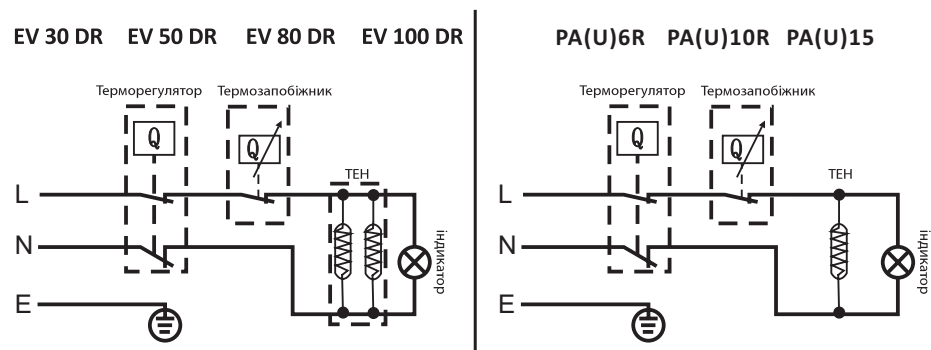 EV 30 DR EV 50 DR EV 80 DR EV 100 DR
Терморегулятор Термозапобіжник
Q Q
ТЕН
L
N
E
індикатор
PA(U)6R PA(U)10R PA(U)15
Терморегулятор Термозапобіжник
Q Q
ТЕН
L
N
E
індикатор